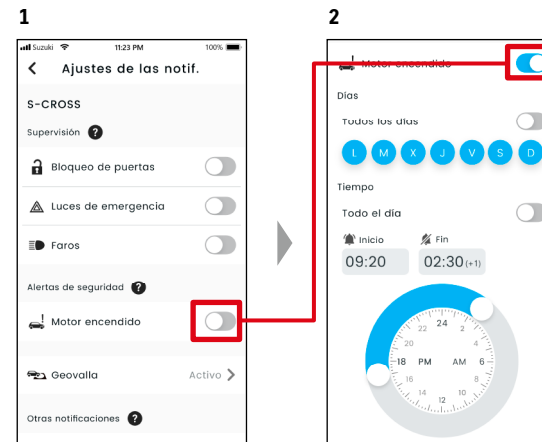 1
Suzuki 11:23 PM 100%
Ajustes de las notif.
S-CROSS
Supervisión ?
Bloqueo de puertas
Luces de emergencia
Faros
Alertas de seguridad ?
Motor encendido
Geovalla Activo
Otras notificaciones ?
2
Motor encendido
Días
Todos los días
L M X J V S D
Tiempo
Todo el día
Inicio Fin
09:20 02:30 (+1)
22 24 2
20 4
18 PM AM 6
16 8
14 12 10